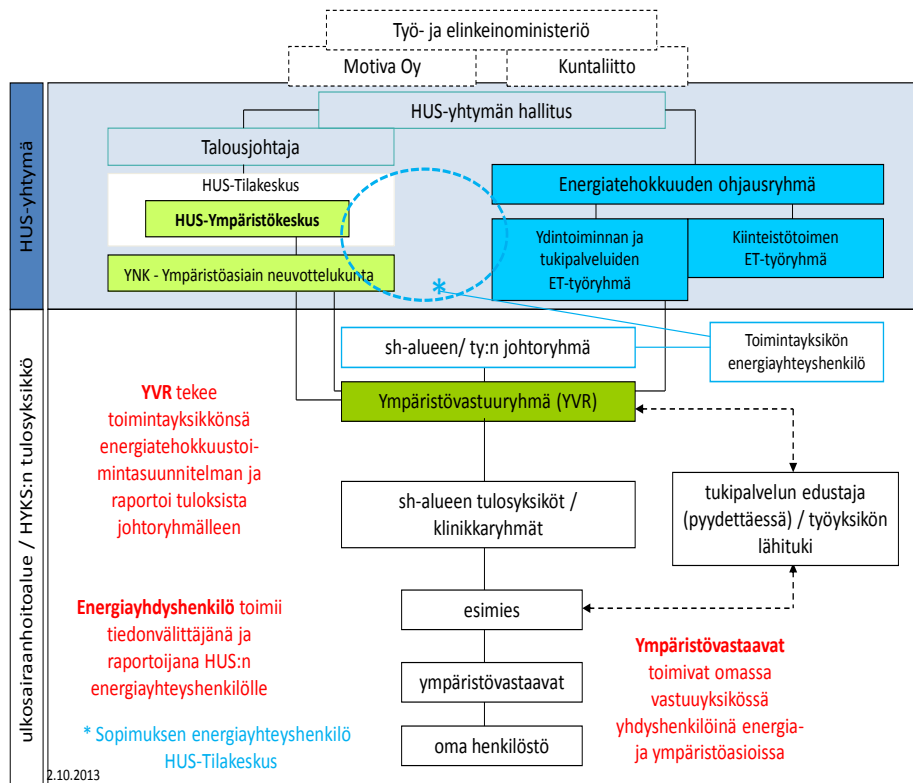 Työ- ja elinkeinoministeriö
Motiva Oy
Kuntaliitto
HUS-yhtymä
HUS-yhtymän hallitus
Talousjohtaja
HUS-Tilakeskus
HUS-Ympäristökeskus
YNK - Ympäristöasiain neuvottelukunta
*
Energiatehokkuuden ohjausryhmä
Ydintoiminnan ja
tukipalveluiden
ET-työryhmä
Kiinteistötoimen
ET-työryhmä
ulkosairaanhoitoalue / HYKS:n tulosyksikkö
sh-alueen/ ty:n johtoryhmä
Toimintayksikön
energiayhteyshenkilö
Ympäristövastuuryhmä (YVR)
YVR tekee
toimintayksikkönsä
energiatehokkuustoi-
mintasuunnitelman ja
raportoi tuloksista
johtoryhmälleen
sh-alueen tulosyksiköt /
klinikkaryhmät
tukipalvelun edustaja
(pyydettäessä) / työyksikön
lähituki
esimies
Energiayhdyshenkilö toimii
tiedonvälittäjänä ja
raportoijana HUS:n
energiayhteyshenkilölle
ympäristövastaavat
Ympäristövastaavat
toimivat omassa
vastuuyksikössä
yhdyshenkilöinä energia-
ja ympäristöasioissa
* Sopimuksen energiayhteyshenkilö
HUS-Tilakeskus
oma henkilöstö
2.10.2013